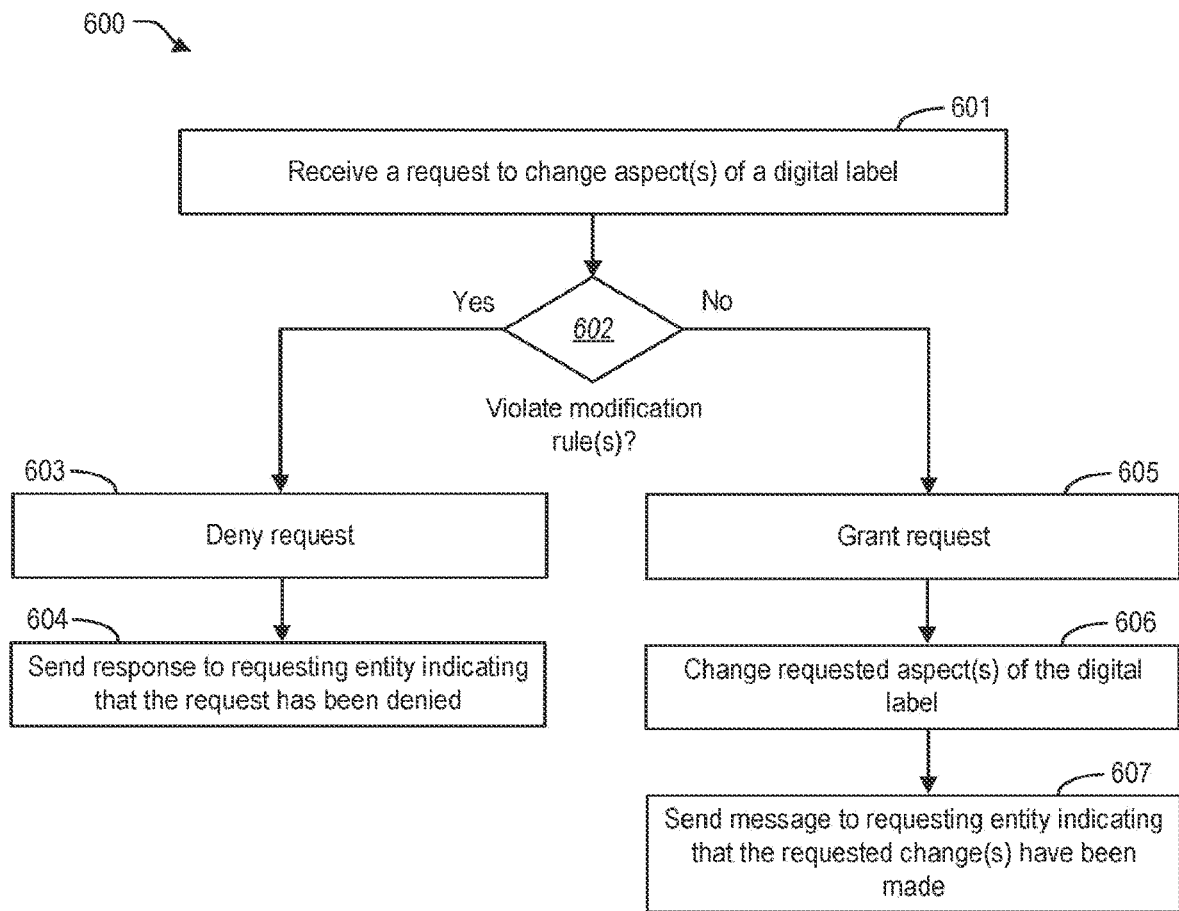 600
601
Receive a request to change aspect(s) of a digital label
Yes
No
602
Violate modification
rule(s)?
603
Deny request
605
Grant request
604
Send response to requesting entity indicating
that the request has been denied
606
Change requested aspect(s) of the digital
label
607
Send message to requesting entity indicating
that the requested change(s) have been
made